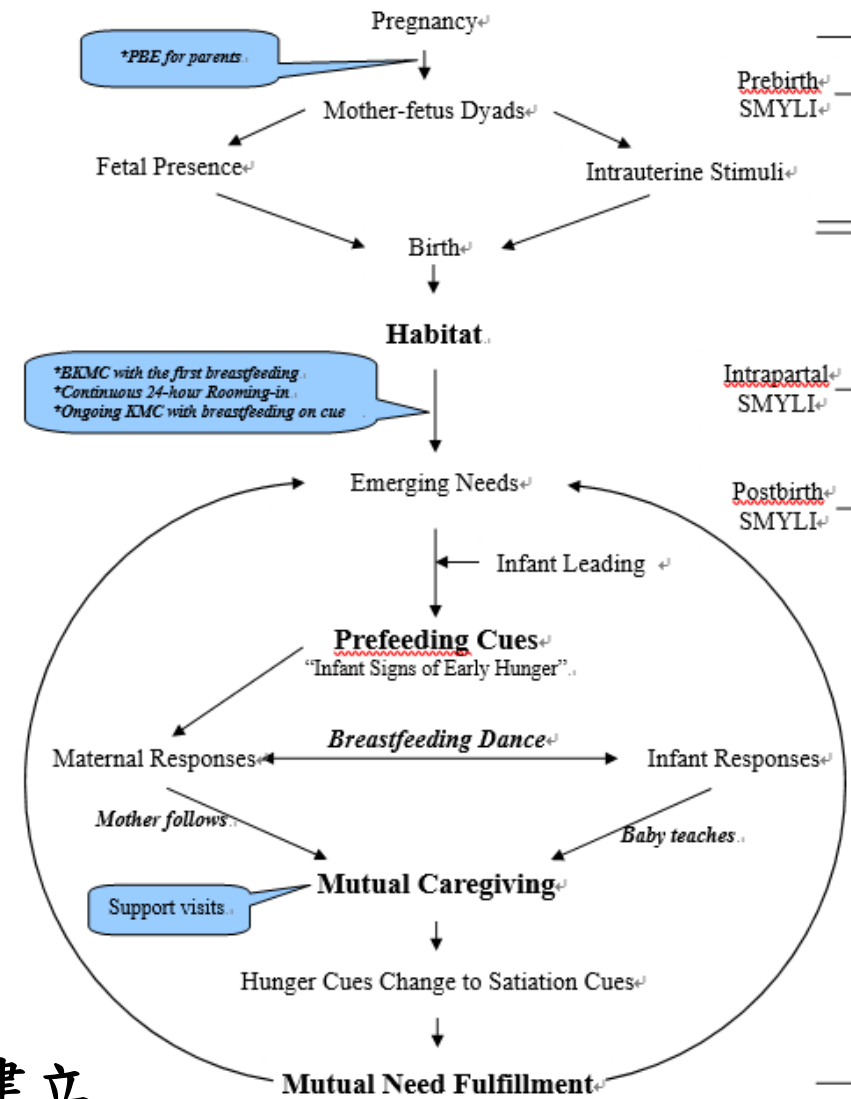 Pregnancy
*PBE for parents
Prebirth
SMYLI
Mother-fetus Dyads
Fetal Presence
Intrauterine Stimuli
Birth
Habitat
*BKMC with the first breastfeeding
*Continuous 24-hour Rooming-in
*Ongoing KMC with breastfeeding on cue
Intrapartal
SMYLI
Emerging Needs
Postbirth
SMYLI
Infant Leading
Prefeeding Cues
“Infant Signs of Early Hunger”
Breastfeeding Dance
Maternal Responses
Infant Responses
Mother follows
Baby teaches
Mutual Caregiving
Support visits
Hunger Cues Change to Satiation Cues
Mutual Need Fulfillment
建立